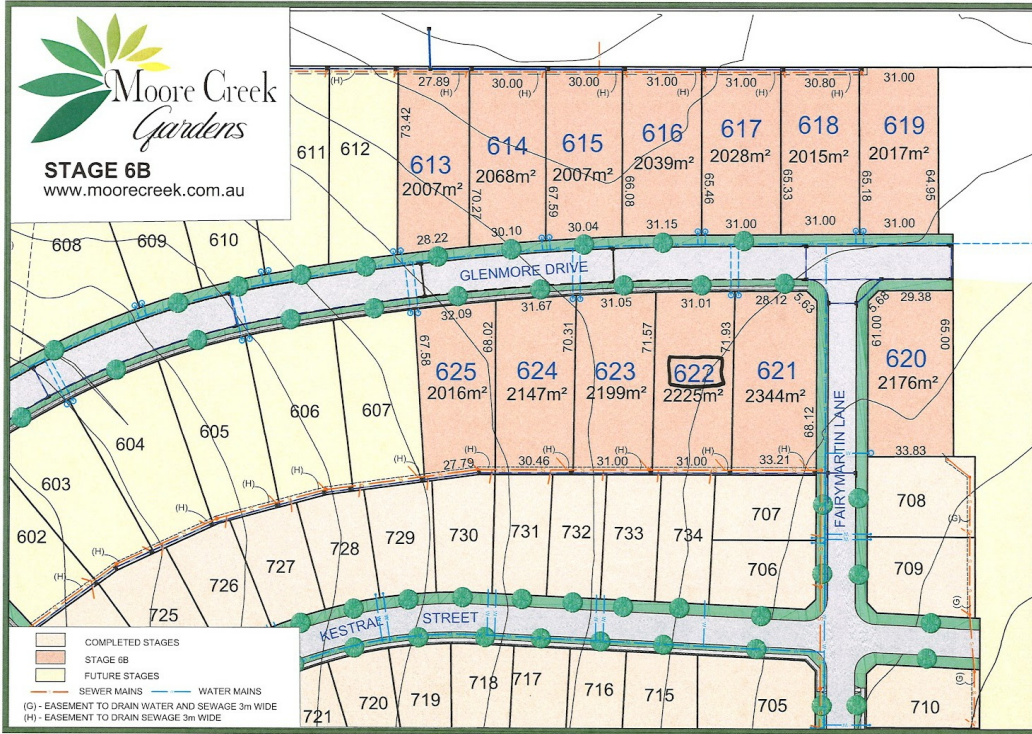 Moore Creek
Gardens
STAGE 6B
www.moorecreek.com.au
(H)
27.89
30.00
(H)
30.00
(H)
31.00
(H)
31.00
(H)
30.80
(H)
31.00
611
612
73.42
613
2007m²
614
2068m²
615
2007m²
616
2039m²
617
2028m²
618
2015m²
619
2017m²
70.27
67.59
66.08
65.46
65.33
65.18
64.95
608
609
610
28.22
30.10
30.04
31.15
31.00
31.00
31.00
GLENMORE DRIVE
32.09
31.67
31.05
31.01
28.12
5.63
5.68
29.38
67.58
68.02
70.31
71.57
71.93
68.12
61.00
65.00
625
2016m²
624
2147m²
623
2199m²
622
2225m²
621
2344m²
620
2176m²
604
605
606
607
603
602
FAIRYMARTIN LANE
(H)
(H)
(H)
(H)
(H)
(H)
(H)
(H)
(H)
(H)
27.79
30.46
31.00
31.00
33.21
33.83
725
726
727
728
729
730
731
732
733
734
707
706
708
709
(G)
(G)
(G)
KESTRAL STREET
721
720
719
718
717
716
715
705
710
COMPLETED STAGES
STAGE 6B
FUTURE STAGES
SEWER MAINS
WATER MAINS
(G) - EASEMENT TO DRAIN WATER AND SEWAGE 3m WIDE
(H) - EASEMENT TO DRAIN SEWAGE 3m WIDE